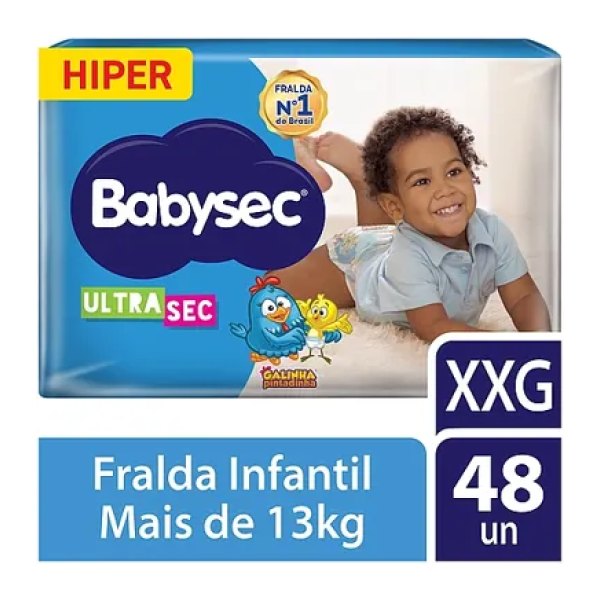 HIPER
FRALDA
Nº1
do Brasil
Babysec®
ULTRA SEC
GALINHA
pintadinha
XXG
Fralda Infantil
Mais de 13kg
48
un